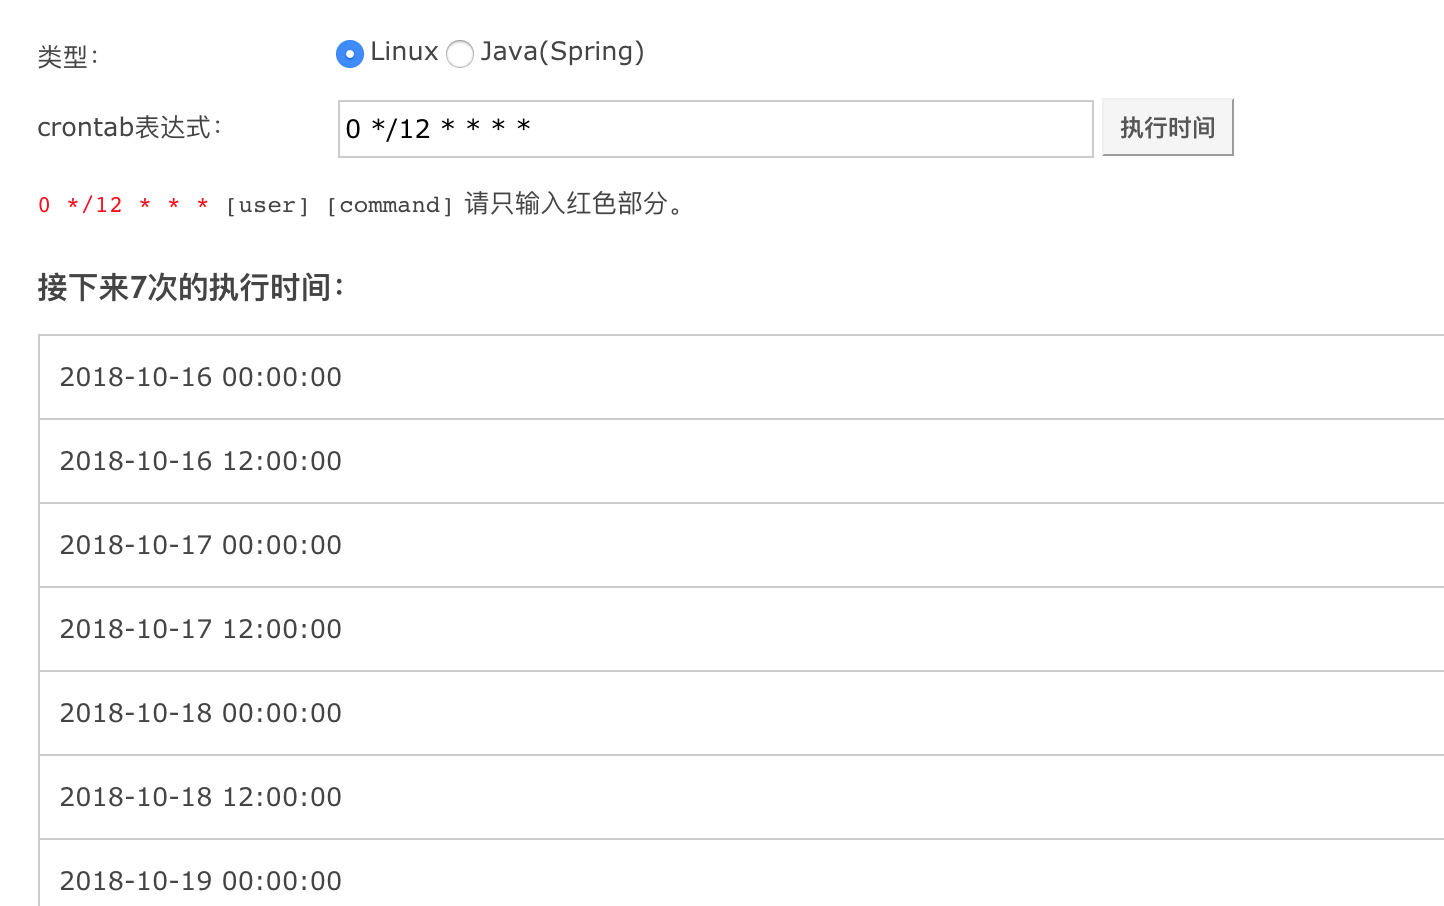 类型： Linux Java(Spring)
crontab表达式： 0 */12 * * * * 执行时间
0 */12 * * * [user] [command] 请只输入红色部分。
接下来7次的执行时间：
2018-10-16 00:00:00
2018-10-16 12:00:00
2018-10-17 00:00:00
2018-10-17 12:00:00
2018-10-18 00:00:00
2018-10-18 12:00:00
2018-10-19 00:00:00